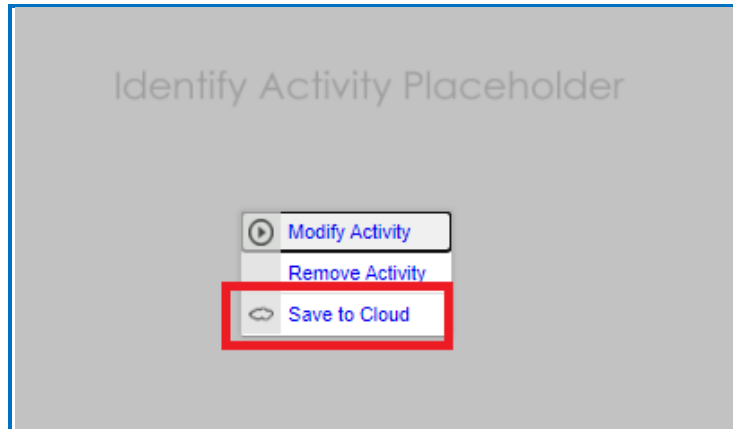 Identify Activity Placeholder
Modify Activity
Remove Activity
Save to Cloud